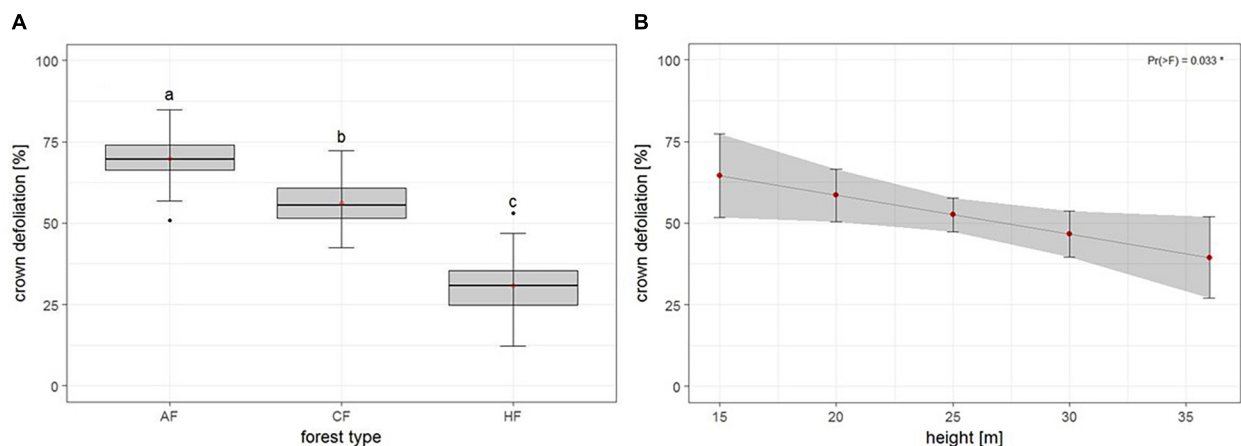 A
crown defoliation [%]
100
75
50
25
0
a
b
c
AF
CF
HF
forest type
B
crown defoliation [%]
100
75
50
25
0
Pr(>F) = 0.033 *
15
20
25
30
35
height [m]